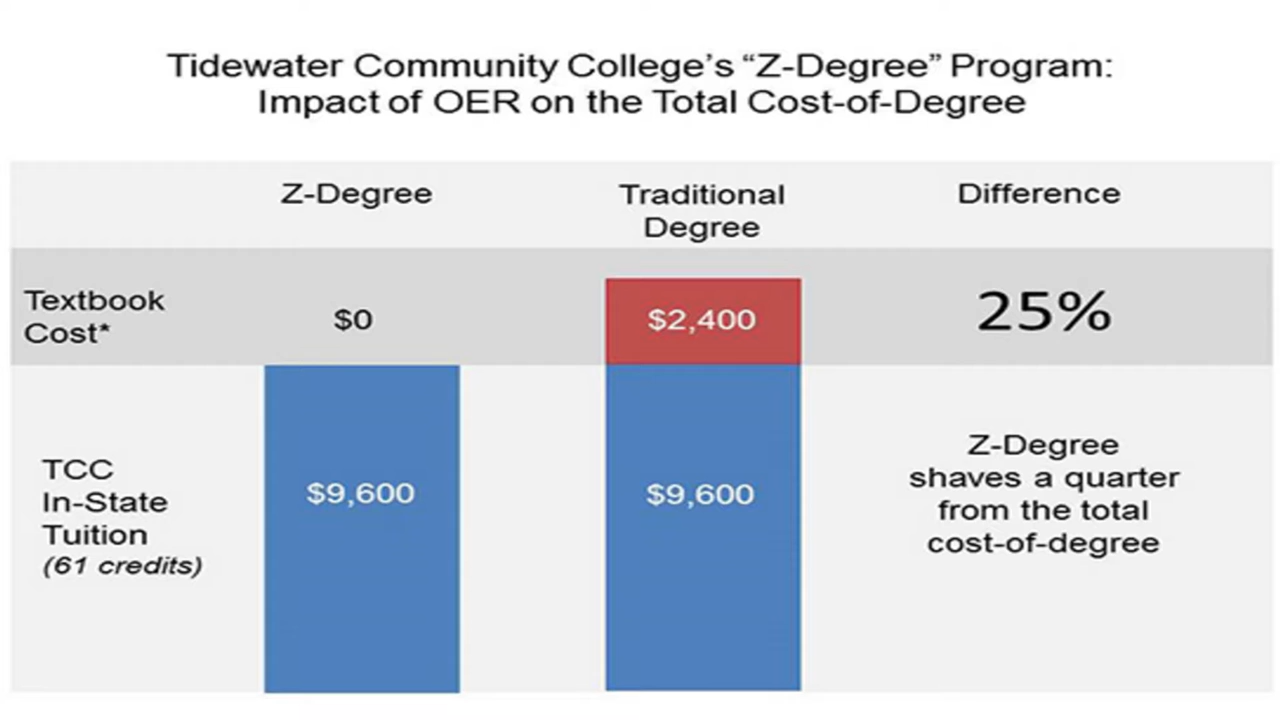 Tidewater Community College's “Z-Degree” Program:
Impact of OER on the Total Cost-of-Degree
Z-Degree
Traditional
Degree
Difference
Textbook
Cost*
$0
$2,400
25%
TCC
In-State
Tuition
(61 credits)
$9,600
$9,600
Z-Degree
shaves a quarter
from the total
cost-of-degree